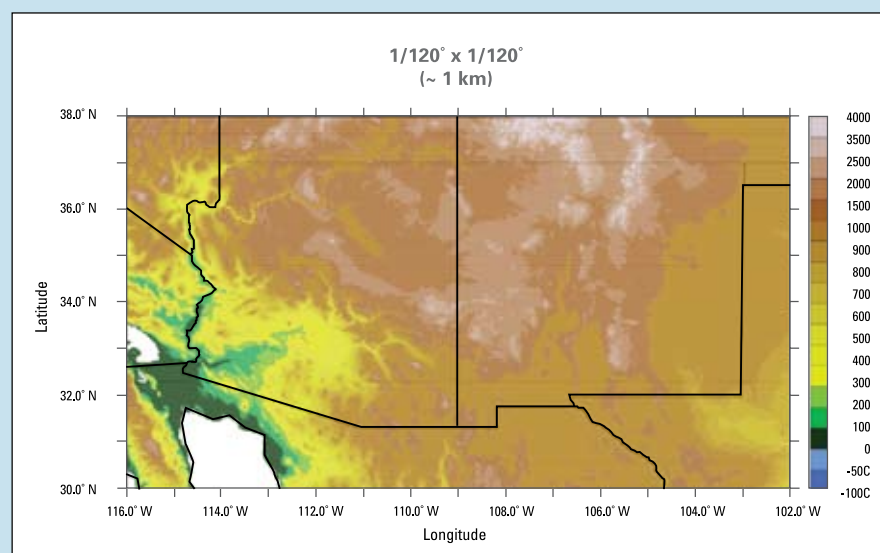 1/120° x 1/120°
(~ 1 km)
38.0° N
36.0° N
34.0° N
32.0° N
30.0° N
Latitude
116.0° W 114.0° W 112.0° W 110.0° W 108.0° W 106.0° W 104.0° W 102.0° W
Longitude
4000
3000
2500
2000
1500
1000
900
800
700
600
500
400
300
200
100
0
-50C
-100C